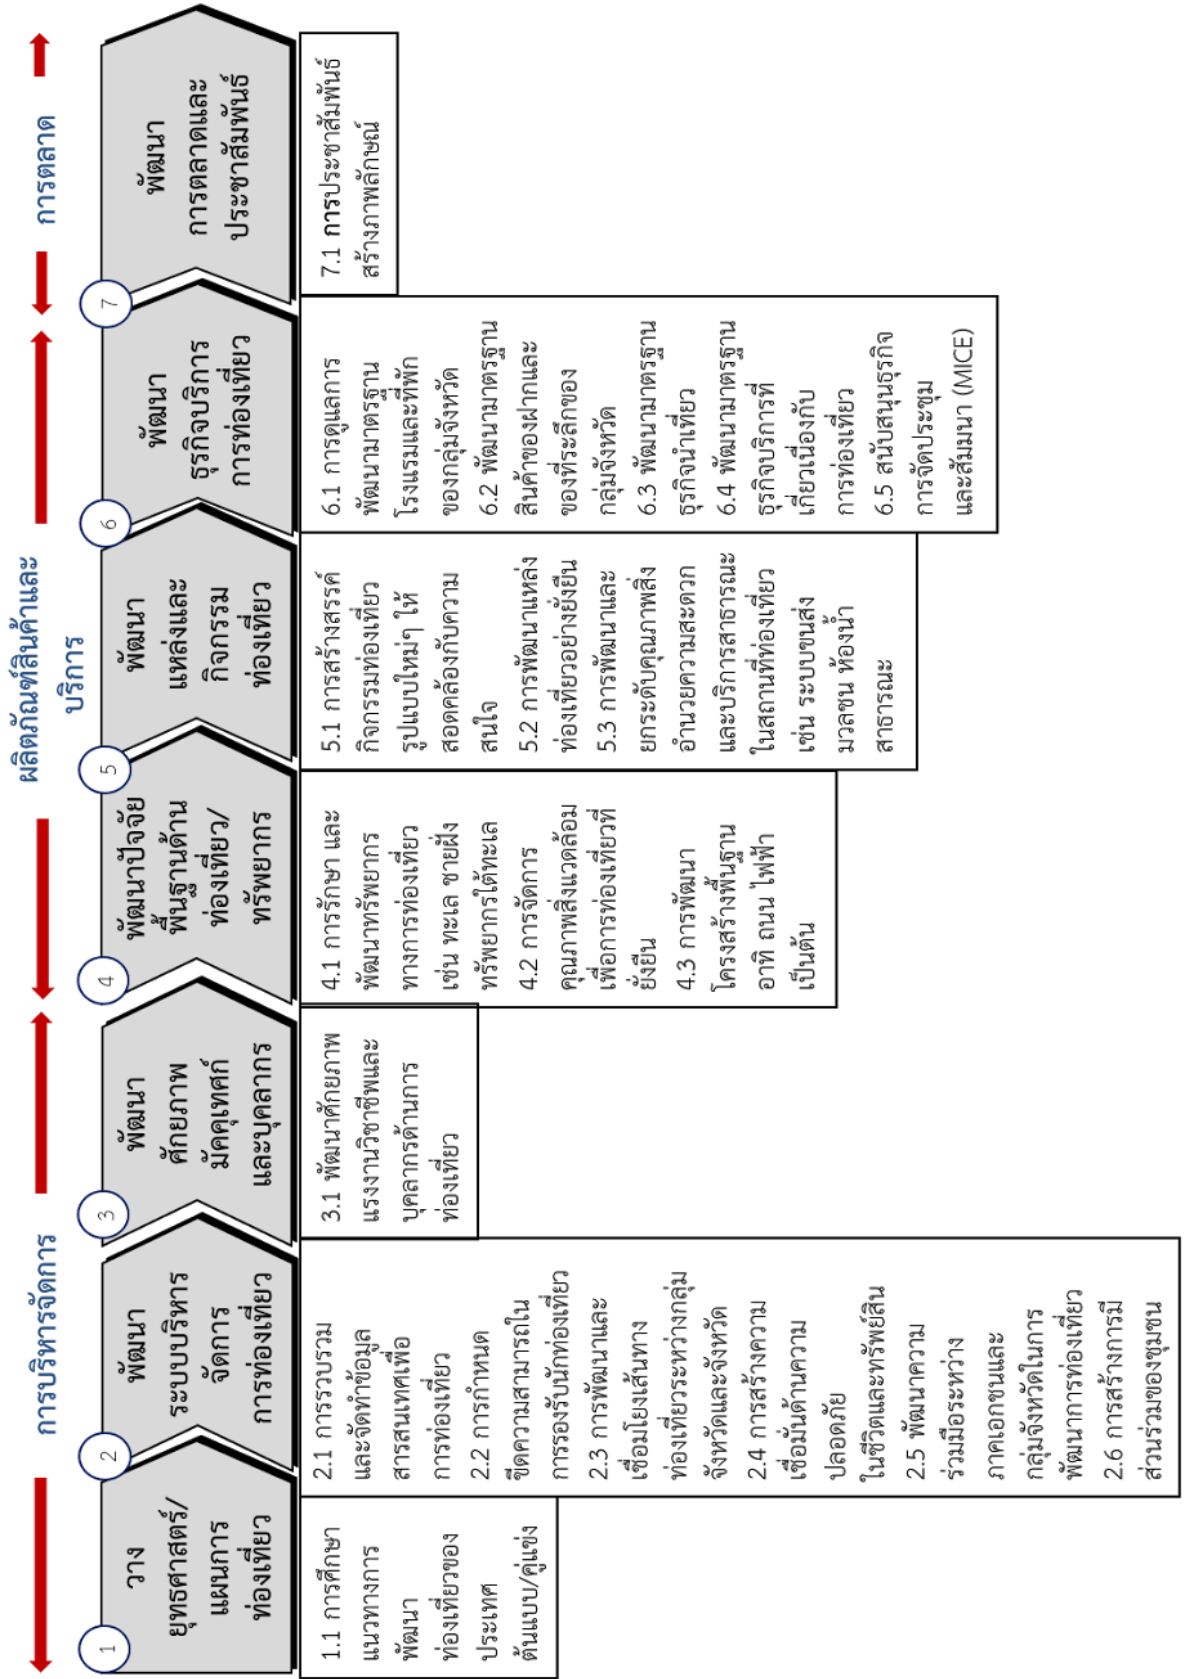 การบริหารจัดการ
ผลิตภัณฑ์สินค้าและ
บริการ
การตลาด
1
วาง
ยุทธศาสตร์/
แผนการ
ท่องเที่ยว
2
พัฒนา
ระบบบริหาร
จัดการ
การท่องเที่ยว
3
พัฒนา
ศักยภาพ
มัคคุเทศก์
และบุคลากร
4
พัฒนาปัจจัย
พื้นฐานด้าน
ท่องเที่ยว/
ทรัพยากร
5
พัฒนา
แหล่งและ
กิจกรรม
ท่องเที่ยว
6
พัฒนา
ธุรกิจบริการ
การท่องเที่ยว
7
พัฒนา
การตลาดและ
ประชาสัมพันธ์
1.1 การศึกษา
แนวทางการ
พัฒนา
ท่องเที่ยวของ
ประเทศ
ต้นแบบ/คู่แข่ง
2.1 การรวบรวม
และจัดทำข้อมูล
สารสนเทศเพื่อ
การท่องเที่ยว
2.2 การกำหนด
ขีดความสามารถใน
การรองรับนักท่องเที่ยว
2.3 การพัฒนาและ
เชื่อมโยงเส้นทาง
ท่องเที่ยวระหว่างกลุ่ม
จังหวัดและจังหวัด
2.4 การสร้างความ
เชื่อมั่นด้านความ
ปลอดภัย
ในชีวิตและทรัพย์สิน
2.5 พัฒนาความ
ร่วมมือระหว่าง
ภาคเอกชนและ
กลุ่มจังหวัดในการ
พัฒนาการท่องเที่ยว
2.6 การสร้างการมี
ส่วนร่วมของชุมชน
3.1 พัฒนาศักยภาพ
แรงงานวิชาชีพและ
บุคลากรด้านการ
ท่องเที่ยว
4.1 การรักษา และ
พัฒนาทรัพยากร
ทางการท่องเที่ยว
เช่น ทะเล ชายฝั่ง
ทรัพยากรใต้ทะเล
4.2 การจัดการ
คุณภาพสิ่งแวดล้อม
เพื่อการท่องเที่ยวที่
ยั่งยืน
4.3 การพัฒนา
โครงสร้างพื้นฐาน
อาทิ ถนน ไฟฟ้า
เป็นต้น
5.1 การสร้างสรรค์
กิจกรรมท่องเที่ยว
รูปแบบใหม่ๆ ให้
สอดคล้องกับความ
สนใจ
5.2 การพัฒนาแหล่ง
ท่องเที่ยวอย่างยั่งยืน
5.3 การพัฒนาและ
ยกระดับคุณภาพสิ่ง
อำนวยความสะดวก
และบริการสาธารณะ
ในสถานที่ท่องเที่ยว
เช่น ระบบขนส่ง
มวลชน ห้องน้ำ
สาธารณะ
6.1 การดูแลการ
พัฒนามาตรฐาน
โรงแรมและที่พัก
ของกลุ่มจังหวัด
6.2 พัฒนามาตรฐาน
สินค้าของฝากและ
ของที่ระลึกของ
กลุ่มจังหวัด
6.3 พัฒนามาตรฐาน
ธุรกิจนำเที่ยว
6.4 พัฒนามาตรฐาน
ธุรกิจบริการที่
เกี่ยวเนื่องกับ
การท่องเที่ยว
6.5 สนับสนุนธุรกิจ
การจัดประชุม
และสัมมนา (MICE)
7.1 การประชาสัมพันธ์
สร้างภาพลักษณ์